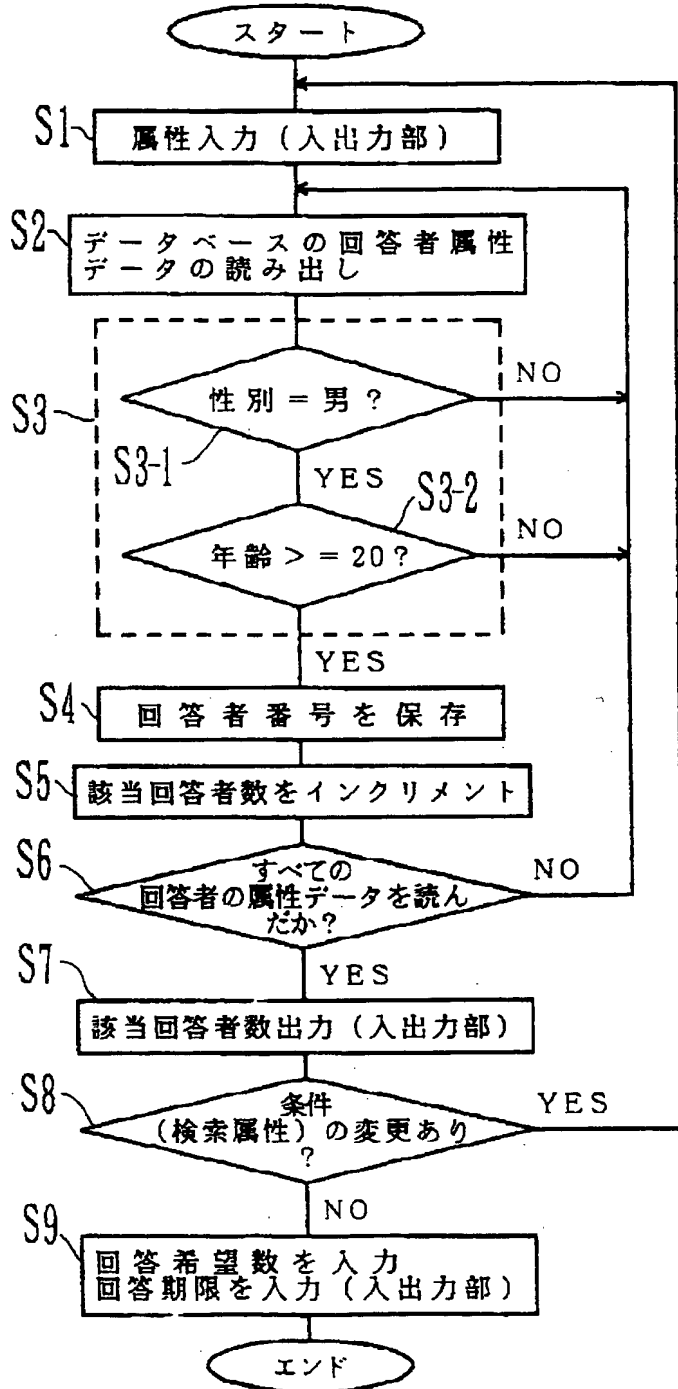 スタート
S1
属性入力(入出力部)
S2
データベースの回答者属性
データの読み出し
S3
性別=男?
NO
S3-1
YES
S3-2
年齢>=20?
NO
YES
S4
回答者番号を保存
S5
該当回答者数をインクリメント
S6
すべての
回答者の属性データを読ん
だか?
NO
YES
S7
該当回答者数出力(入出力部)
S8
条件
(検索属性)の変更あり
?
YES
NO
S9
回答希望数を入力
回答期限を入力(入出力部)
エンド